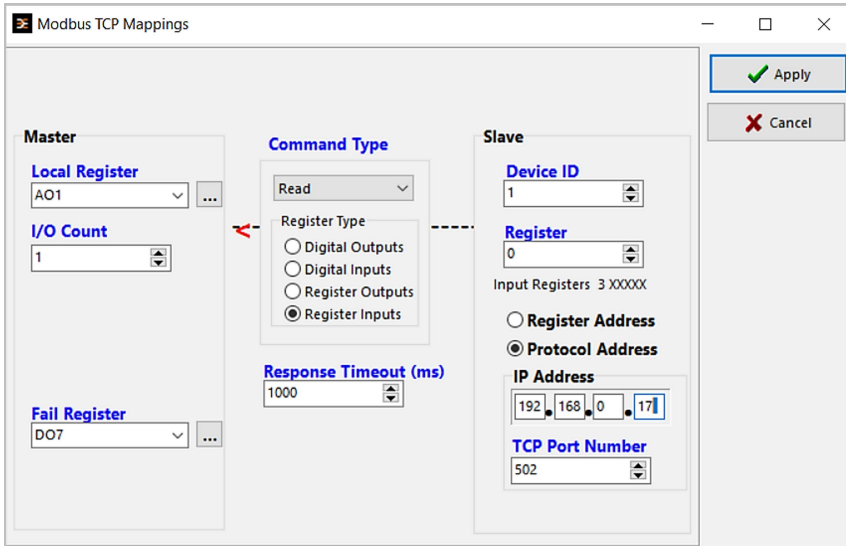 Modbus TCP Mappings
Apply
Cancel
Master
Local Register
AO1
...
I/O Count
1
Fail Register
DO7
...
Command Type
Read
Register Type
Digital Outputs
Digital Inputs
Register Outputs
Register Inputs
Response Timeout (ms)
1000
Slave
Device ID
1
Register
0
Input Registers 3 XXXXX
Register Address
Protocol Address
IP Address
192 . 168 . 0 . 17
TCP Port Number
502